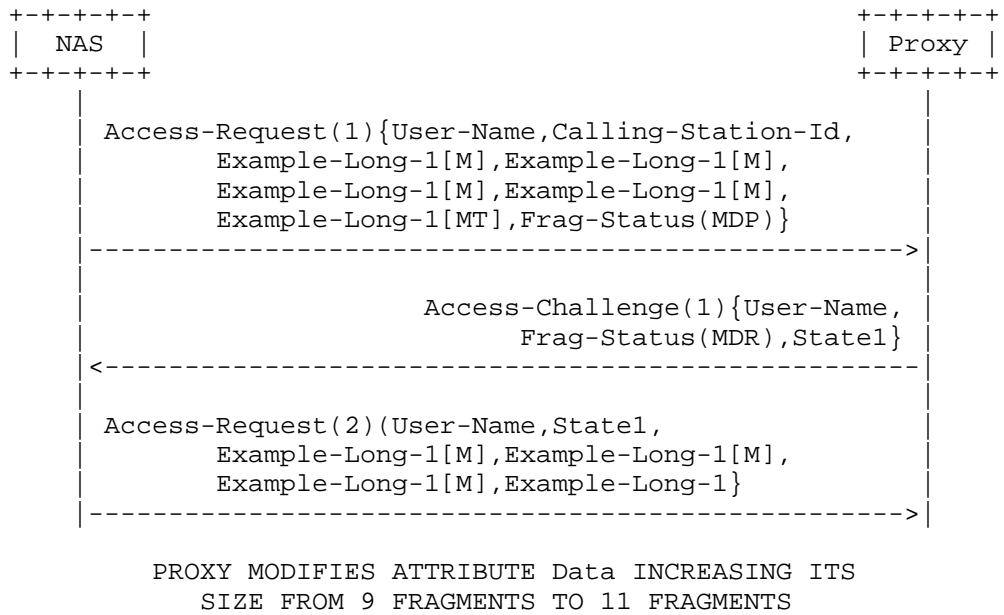 +-+-+-+-+                                          +-+-+-+-+
|  NAS  |                                          | Proxy |
+-+-+-+-+                                          +-+-+-+-+
Access-Request(1){User-Name,Calling-Station-Id,
Example-Long-1[M],Example-Long-1[M],
Example-Long-1[M],Example-Long-1[M],
Example-Long-1[MT],Frag-Status(MDP)}
Access-Challenge(1){User-Name,
Frag-Status(MDR),State1}
Access-Request(2)(User-Name,State1,
Example-Long-1[M],Example-Long-1[M],
Example-Long-1[M],Example-Long-1}
PROXY MODIFIES ATTRIBUTE Data INCREASING ITS
SIZE FROM 9 FRAGMENTS TO 11 FRAGMENTS